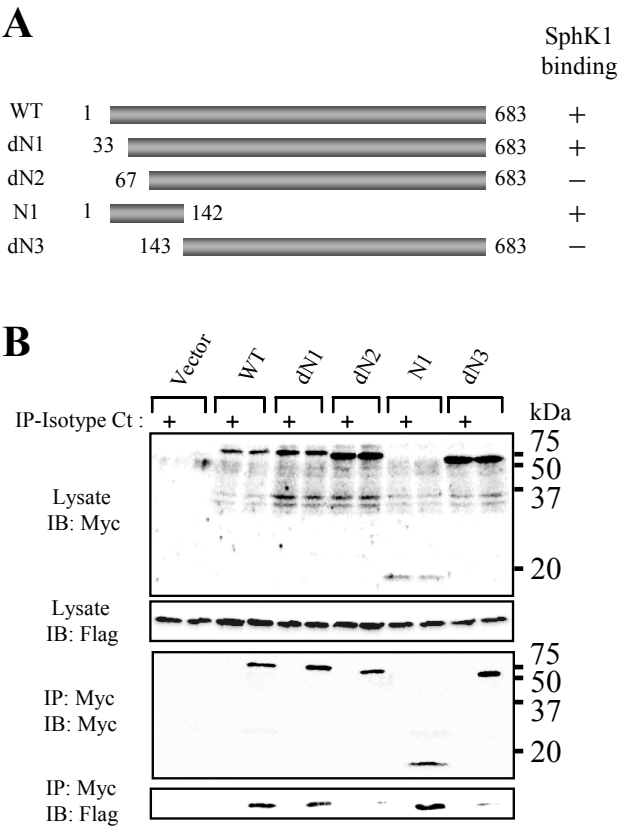 A
SphK1
binding
WT 1 683 +
dN1 33 683 +
dN2 67 683 −
N1 1 142 +
dN3 143 683 −
B
Vector WT dN1 dN2 N1 dN3
IP-Isotype Ct : + + + + + + kDa
75
50
37
20
Lysate
IB: Myc
Lysate
IB: Flag
75
50
37
20
IP: Myc
IB: Myc
IP: Myc
IB: Flag